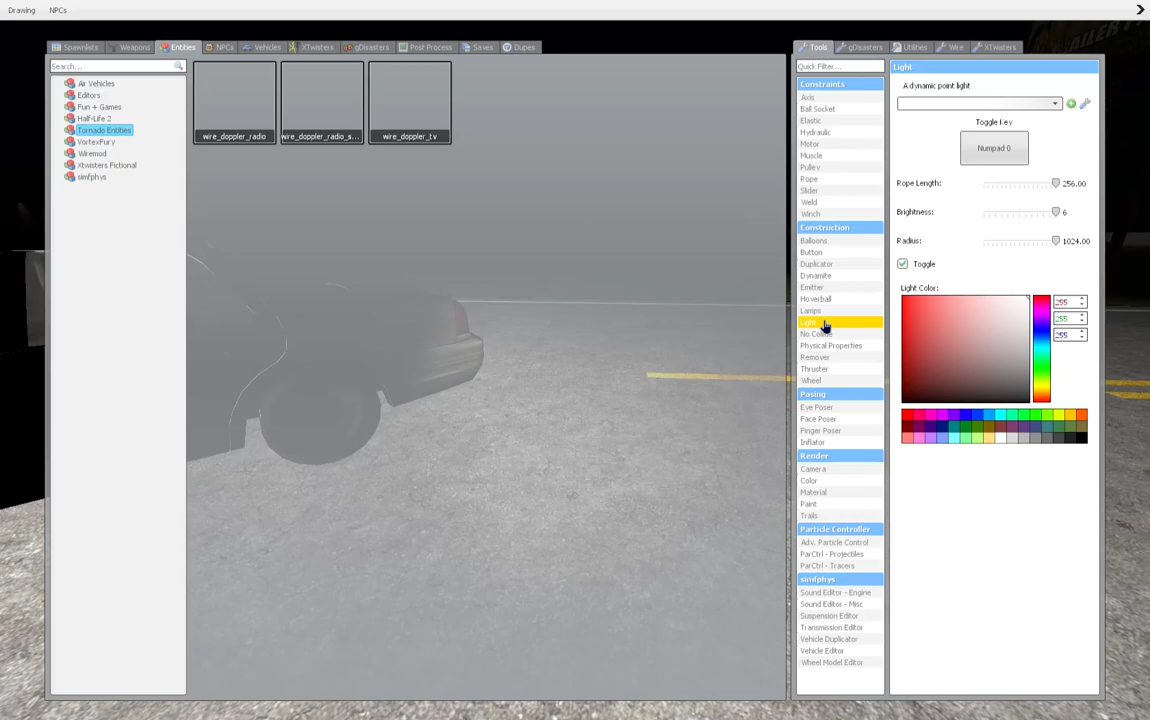 Drawing NPCs
Spawnlists Weapons Entities NPCs Vehicles XTwisters gDisasters Post Process Saves Dupes
Search...
Air Vehicles
Editors
Fun + Games
Half-Life 2
Tornado Entities
VortexFury
Wiremod
Xtwisters Fictional
simfphys
wire_doppler_radio wire_doppler_radio_s... wire_doppler_tv
Tools gDisasters Utilities Wire XTwisters
Quick Filter...
Constraints
Axis
Ball Socket
Elastic
Hydraulic
Motor
Muscle
Pulley
Rope
Slider
Weld
Winch
Construction
Balloons
Button
Duplicator
Dynamite
Emitter
Hoverball
Lamps
Light
No Collide
Physical Properties
Remover
Thruster
Wheel
Posing
Eye Poser
Face Poser
Finger Poser
Inflator
Render
Camera
Color
Material
Paint
Trails
Particle Controller
Adv. Particle Control
ParCtrl - Projectiles
ParCtrl - Tracers
simfphys
Sound Editor - Engine
Sound Editor - Misc
Suspension Editor
Transmission Editor
Vehicle Duplicator
Vehicle Editor
Wheel Model Editor
Light
A dynamic point light
Toggle Key
Numpad 0
Rope Length: 256.00
Brightness: 6
Radius: 1024.00
Toggle
Light Color:
255
255
255